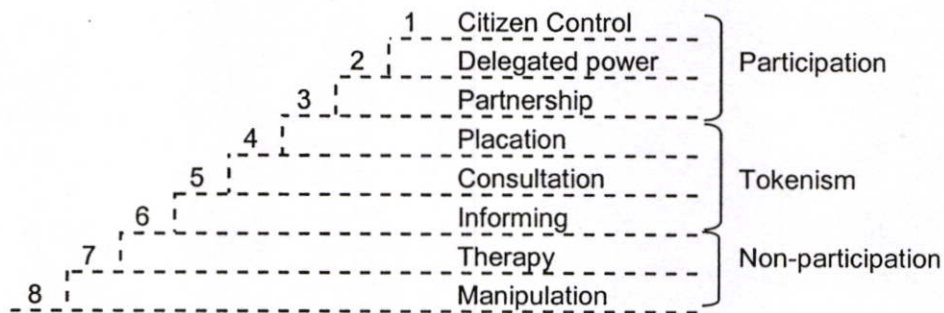 1 Citizen Control
2 Delegated power
Participation
3 Partnership
4 Placation
5 Consultation
Tokenism
6 Informing
7 Therapy
Non-participation
8 Manipulation